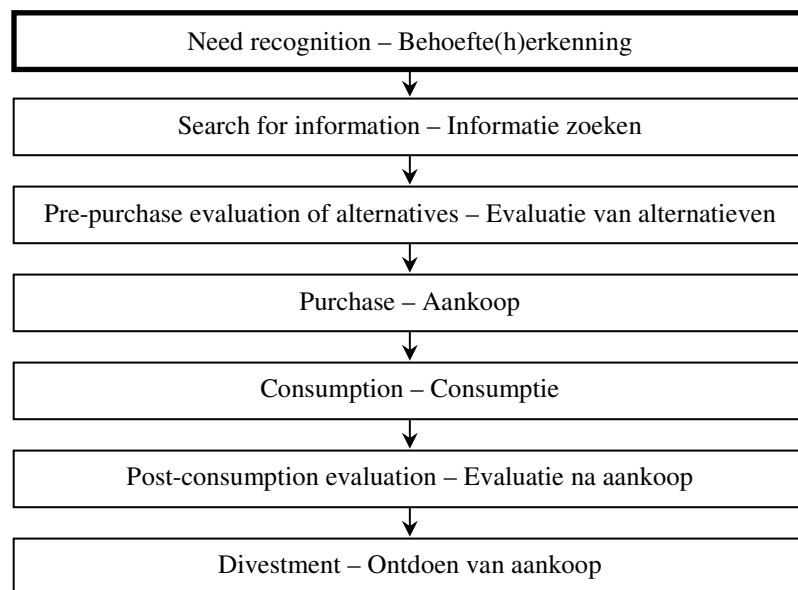 Need recognition – Behoefte(h)erkenning
Search for information – Informatie zoeken
Pre-purchase evaluation of alternatives – Evaluatie van alternatieven
Purchase – Aankoop
Consumption – Consumptie
Post-consumption evaluation – Evaluatie na aankoop
Divestment – Ontdoen van aankoop